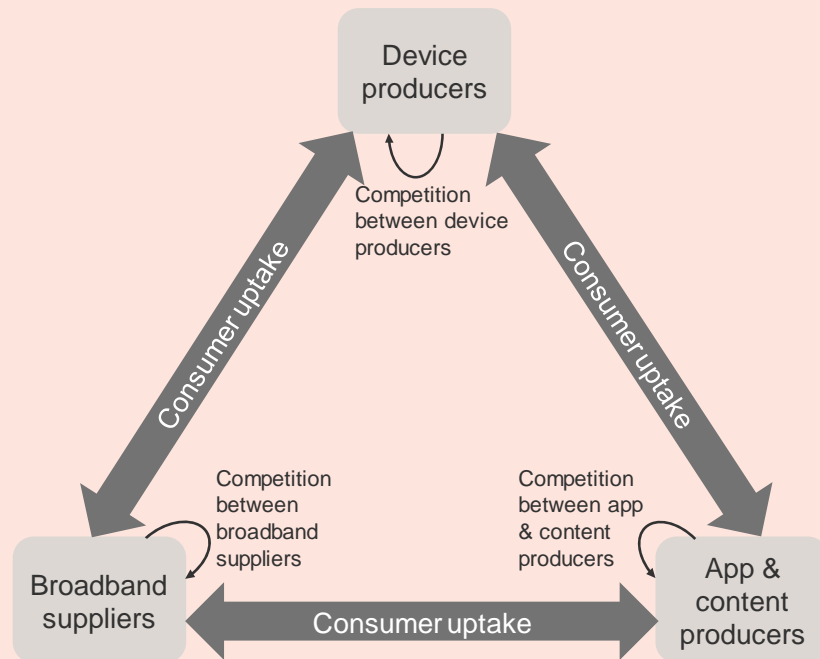 Device
producers
Competition
between device
producers
Consumer uptake
Consumer uptake
Competition
between
broadband
suppliers
Competition
between app
& content
producers
Broadband
suppliers
Consumer uptake
App &
content
producers